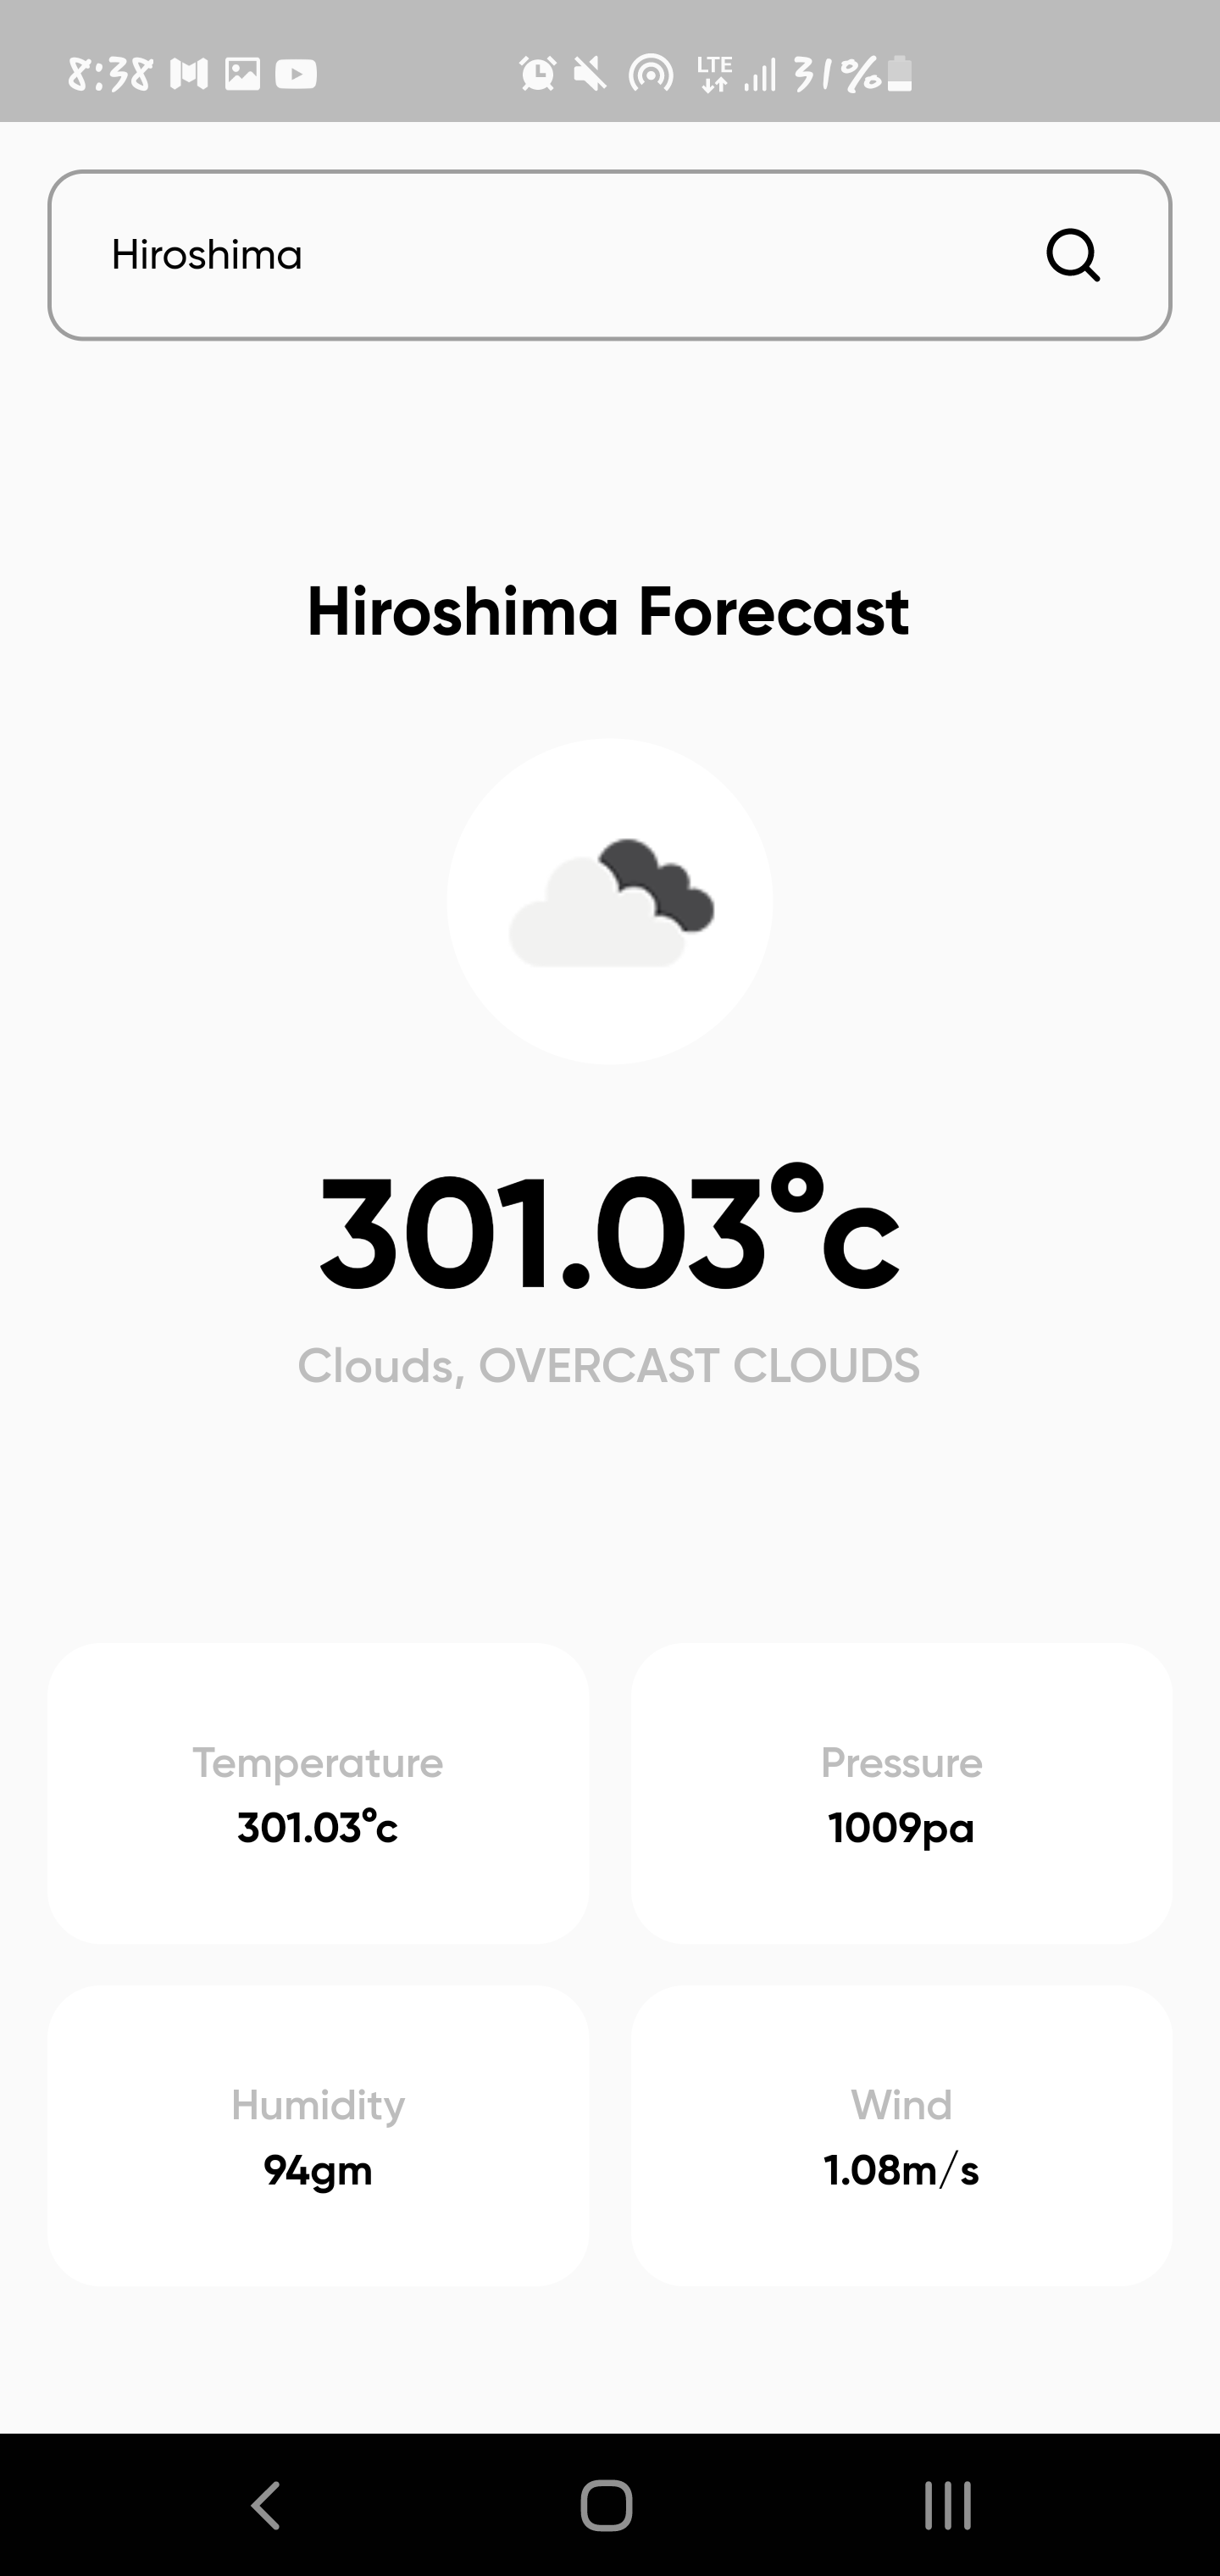 8:38 LTE 31%
Hiroshima
Hiroshima Forecast
301.03°c
Clouds, OVERCAST CLOUDS
Temperature
301.03°c
Pressure
1009pa
Humidity
94gm
Wind
1.08m/s